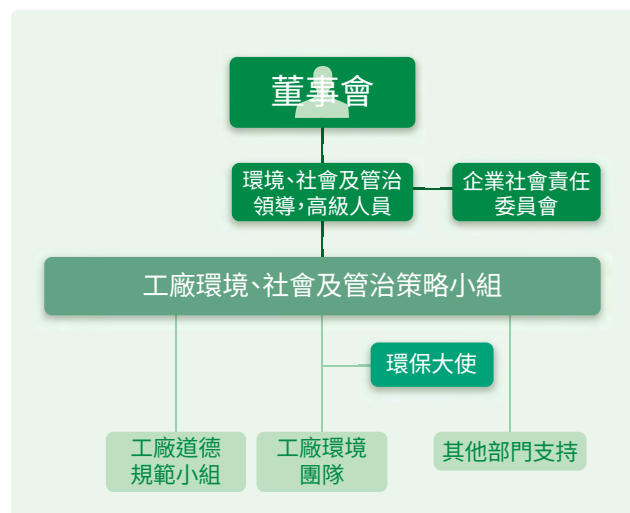 董事會
環境、社會及管治
領導，高級人員
企業社會責任
委員會
工廠環境、社會及管治策略小組
環保大使
工廠道德
規範小組
工廠環境
團隊
其他部門支持